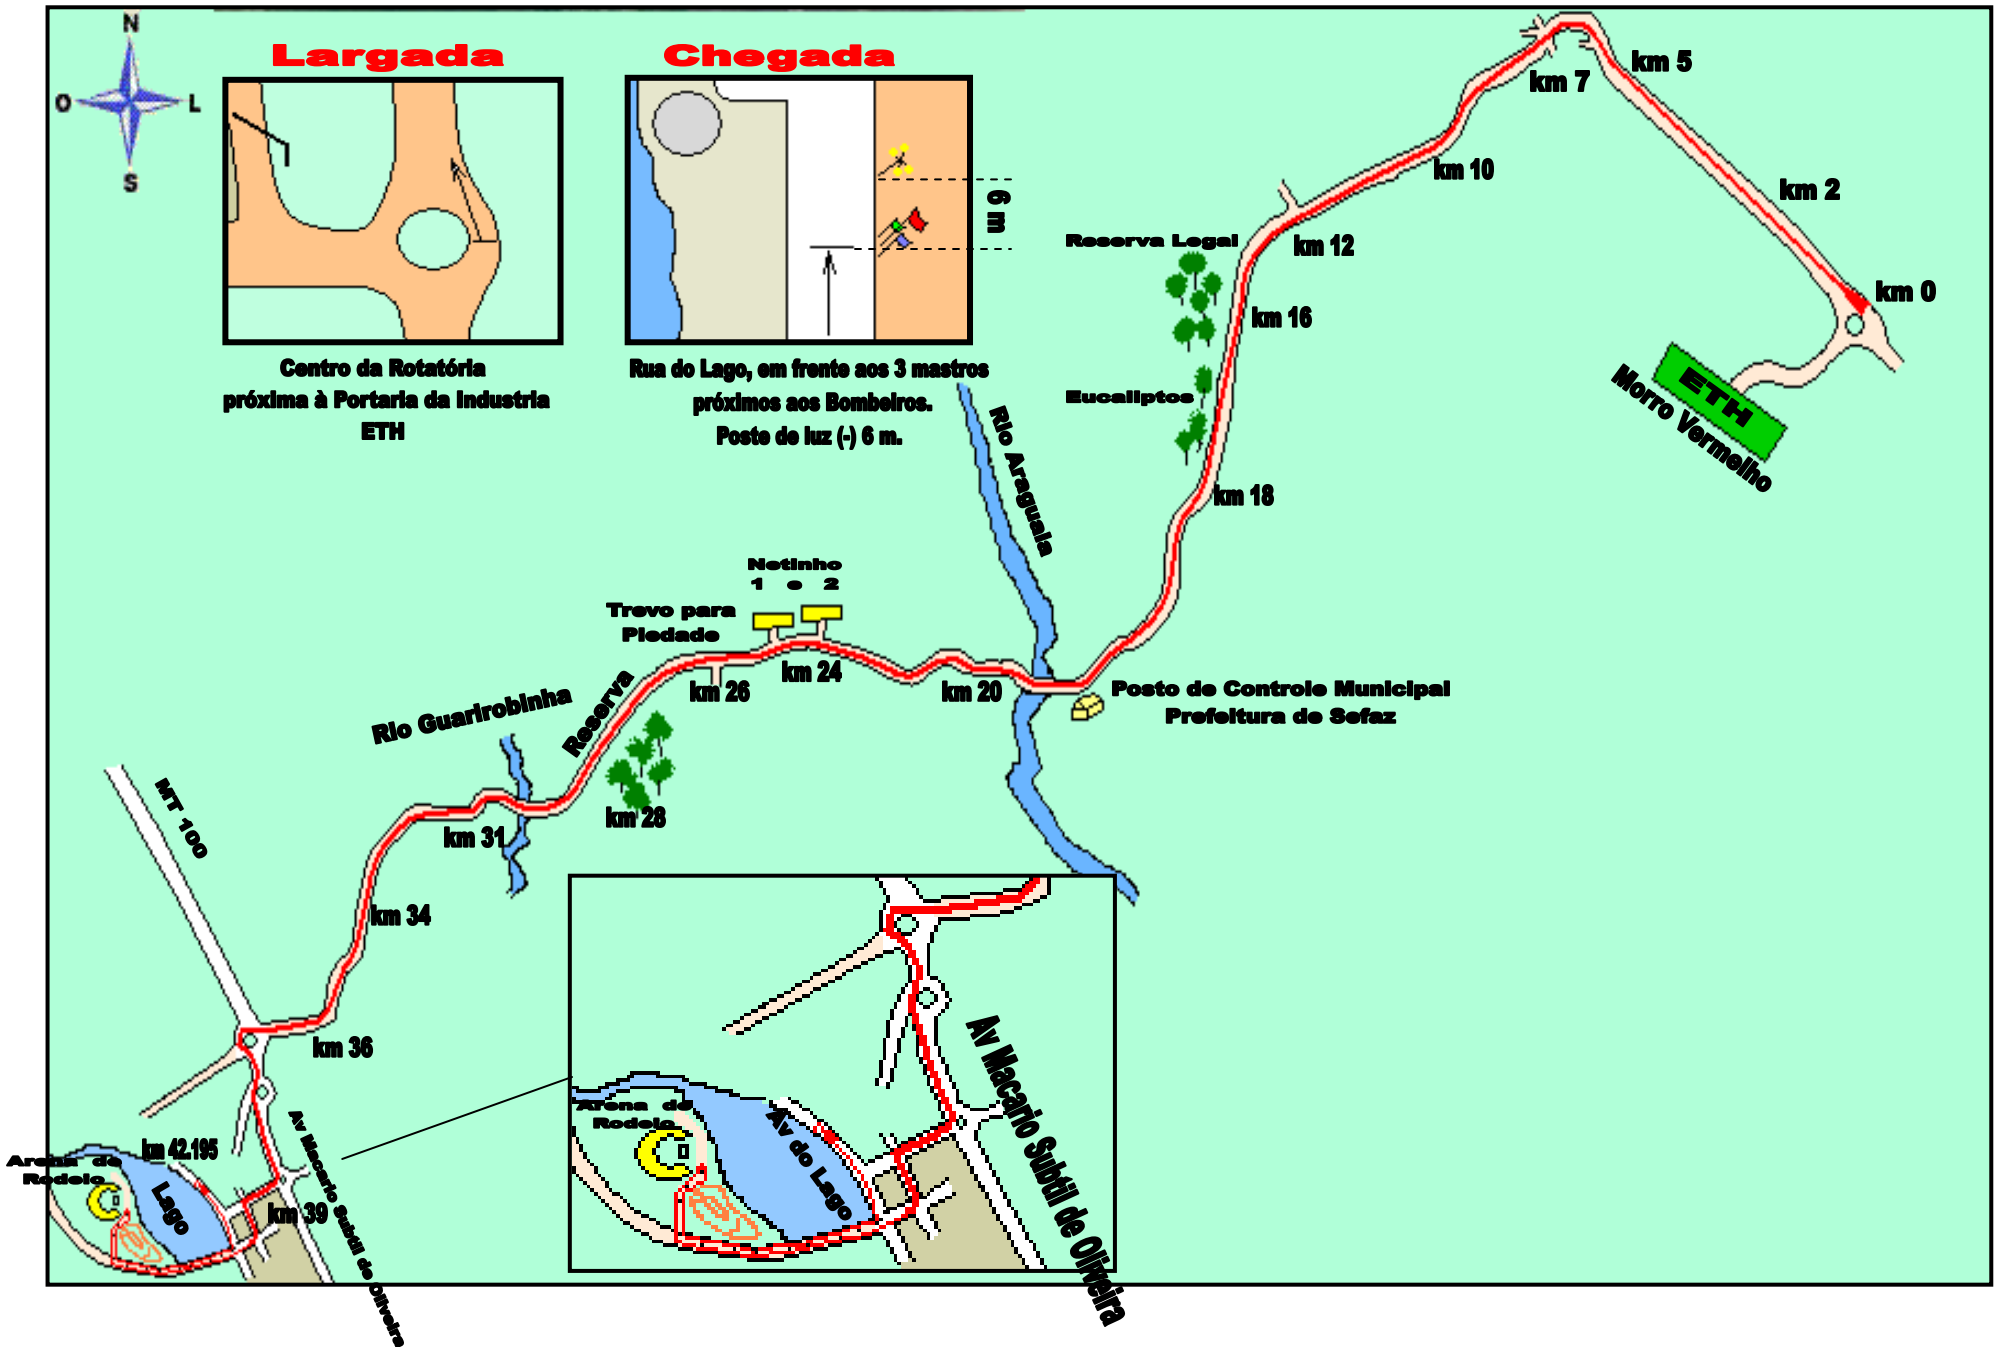 N
O
L
S
Largada
Chegada
6 m
Centro da Rotatória
próxima à Portaria da Industria
ETH
Rua do Lago, em frente aos 3 mastros
próximos aos Bombeiros.
Poste de luz (-) 6 m.
km 5
km 7
km 10
km 2
km 0
ETH
Morro Vermelho
Reserva Legal
km 12
km 16
Eucaliptos
km 18
Rio Araguaia
Netinho
1 e 2
Trevo para
Piedade
km 24
km 26
km 20
Posto de Controle Municipal
Prefeitura de Sefaz
Reserva
Rio Guarirobinha
km 28
km 31
MT 100
km 34
km 36
Av Macario Subtil de Oliveira
km 42.195
Arena de
Rodeio
Lago
km 39
Arena de
Rodeio
Av do Lago
Av Macario Subtil de Oliveira